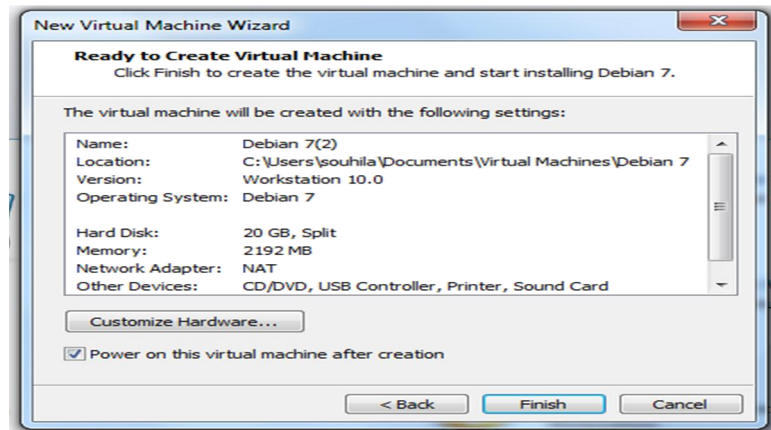 New Virtual Machine Wizard
Ready to Create Virtual Machine
Click Finish to create the virtual machine and start installing Debian 7.
The virtual machine will be created with the following settings:
Name: Debian 7(2)
Location: C:\Users\souhila\Documents\Virtual Machines\Debian 7
Version: Workstation 10.0
Operating System: Debian 7
Hard Disk: 20 GB, Split
Memory: 2192 MB
Network Adapter: NAT
Other Devices: CD/DVD, USB Controller, Printer, Sound Card
Customize Hardware...
Power on this virtual machine after creation
< Back Finish Cancel